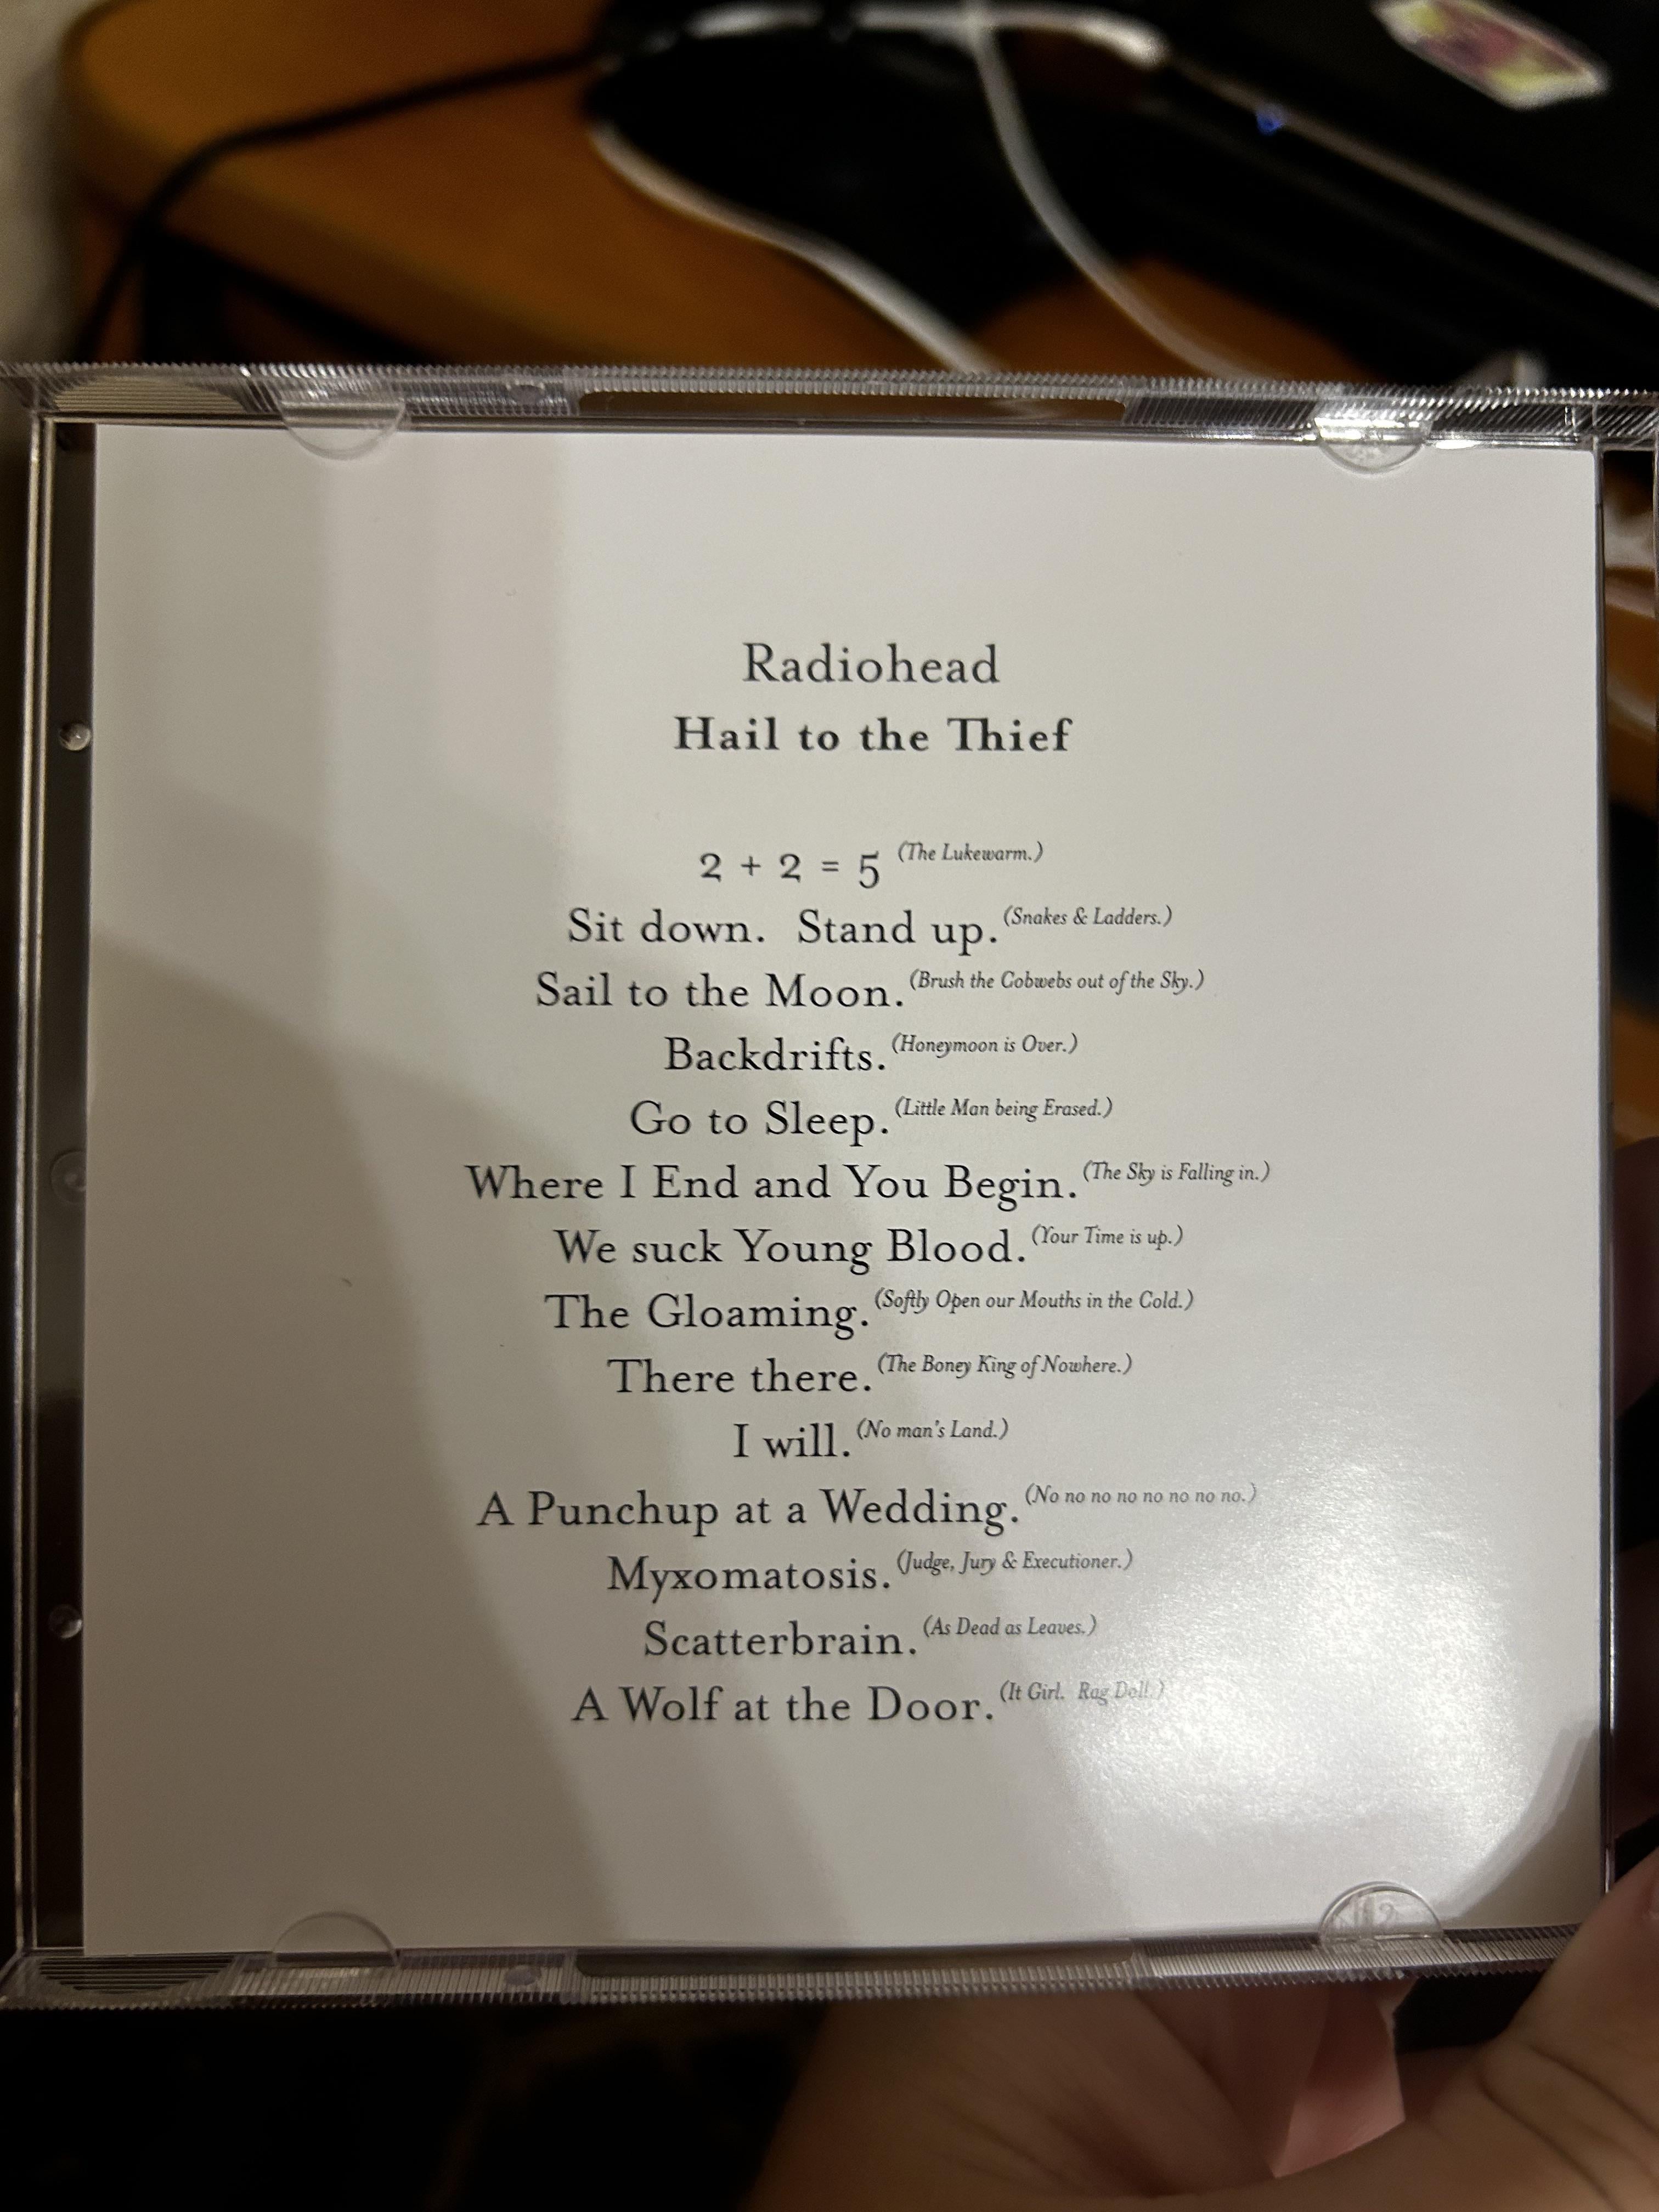 Radiohead
Hail to the Thief
2 + 2 = 5 (The Lukewarm.)
Sit down. Stand up. (Snakes & Ladders.)
Sail to the Moon. (Brush the Cobwebs out of the Sky.)
Backdrifts. (Honeymoon is Over.)
Go to Sleep. (Little Man being Erased.)
Where I End and You Begin. (The Sky is Falling in.)
We suck Young Blood. (Your Time is up.)
The Gloaming. (Softly Open our Mouths in the Cold.)
There there. (The Boney King of Nowhere.)
I will. (No man's Land.)
A Punchup at a Wedding. (No no no no no no no no.)
Myxomatosis. (Judge, Jury & Executioner.)
Scatterbrain. (As Dead as Leaves.)
A Wolf at the Door. (It Girl. Rag Doll.)